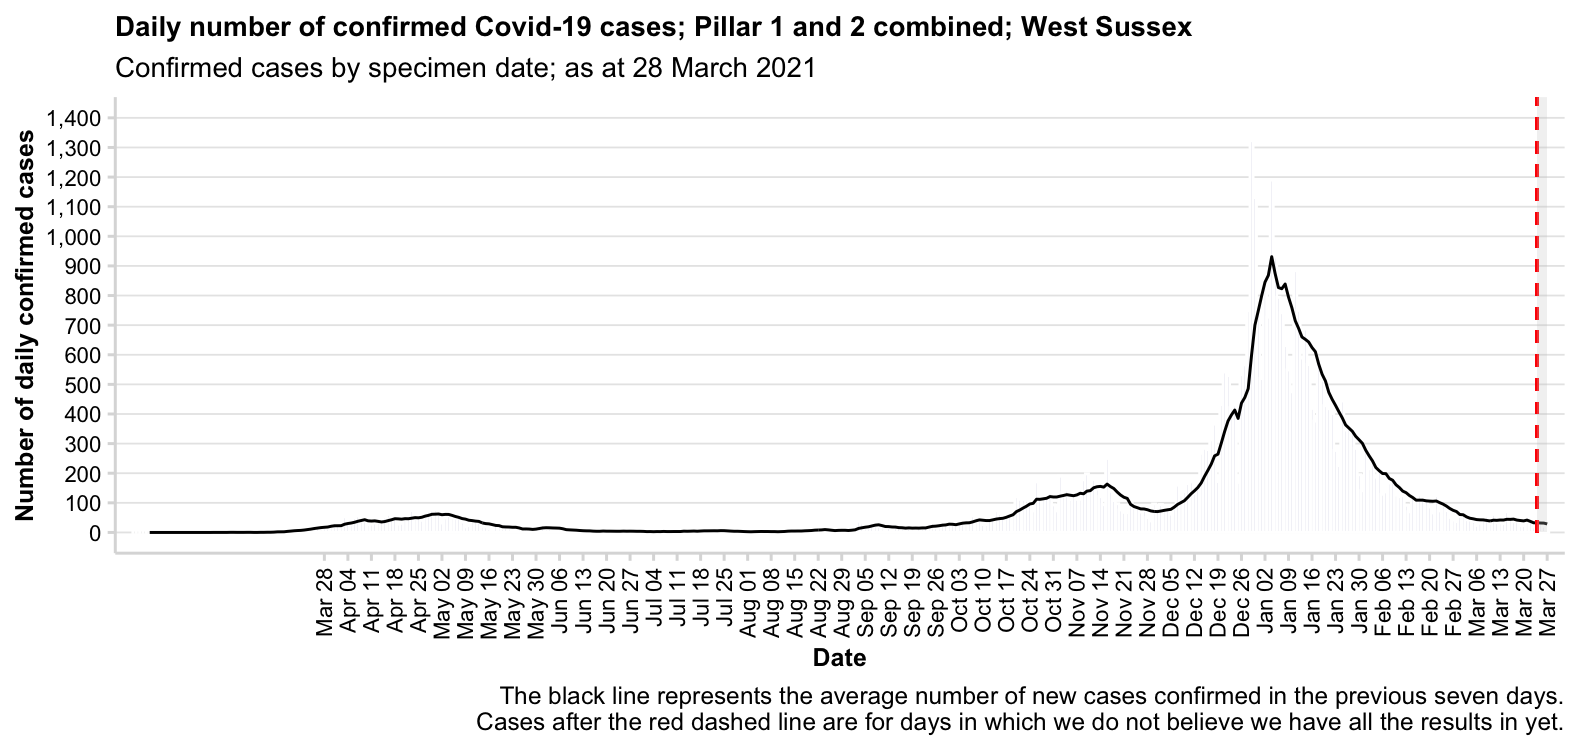 Daily number of confirmed Covid-19 cases; Pillar 1 and 2 combined; West Sussex
Confirmed cases by specimen date; as at 28 March 2021
Number of daily confirmed cases
1,400
1,300
1,200
1,100
1,000
900
800
700
600
500
400
300
200
100
0
Mar 28
Apr 04
Apr 11
Apr 18
Apr 25
May 02
May 09
May 16
May 23
May 30
Jun 06
Jun 13
Jun 20
Jun 27
Jul 04
Jul 11
Jul 18
Jul 25
Aug 01
Aug 08
Aug 15
Aug 22
Aug 29
Sep 05
Sep 12
Sep 19
Sep 26
Oct 03
Oct 10
Oct 17
Oct 24
Oct 31
Nov 07
Nov 14
Nov 21
Nov 28
Dec 05
Dec 12
Dec 19
Dec 26
Jan 02
Jan 09
Jan 16
Jan 23
Jan 30
Feb 06
Feb 13
Feb 20
Feb 27
Mar 06
Mar 13
Mar 20
Mar 27
Date
The black line represents the average number of new cases confirmed in the previous seven days.
Cases after the red dashed line are for days in which we do not believe we have all the results in yet.